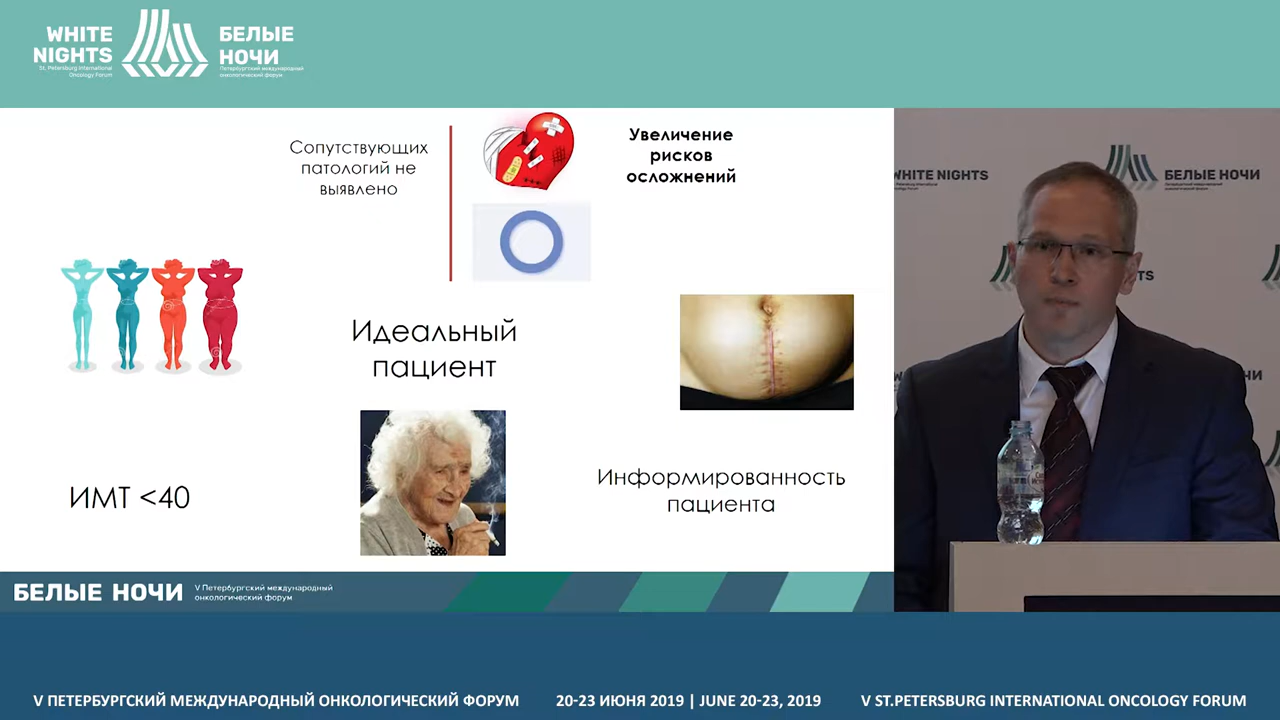 WHITE
NIGHTS
St. Petersburg International
Oncology Forum
БЕЛЫЕ
НОЧИ
Петербургский международный
онкологический форум
Сопутствующих
патологий не
выявлено
Увеличение
рисков
осложнений
Идеальный
пациент
ИМТ <40
Информированность
пациента
БЕЛЫЕ НОЧИ
V Петербургский международный
онкологический форум
WHITE NIGHTS
БЕЛЫЕ НОЧИ
V ПЕТЕРБУРГСКИЙ МЕЖДУНАРОДНЫЙ ОНКОЛОГИЧЕСКИЙ ФОРУМ
20-23 ИЮНЯ 2019 | JUNE 20-23, 2019
V ST.PETERSBURG INTERNATIONAL ONCOLOGY FORUM